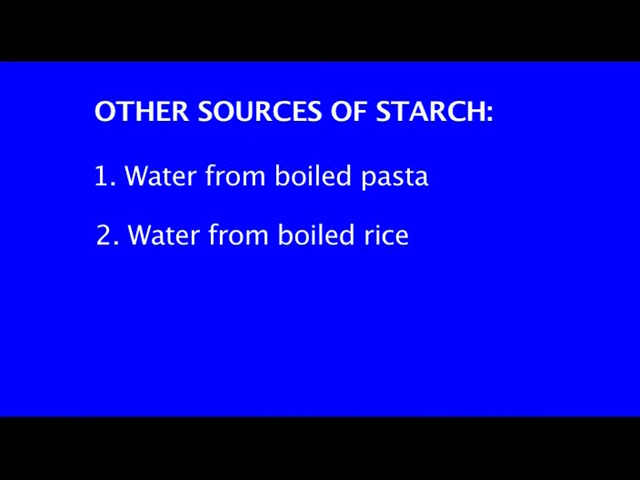 OTHER SOURCES OF STARCH:
1. Water from boiled pasta
2. Water from boiled rice